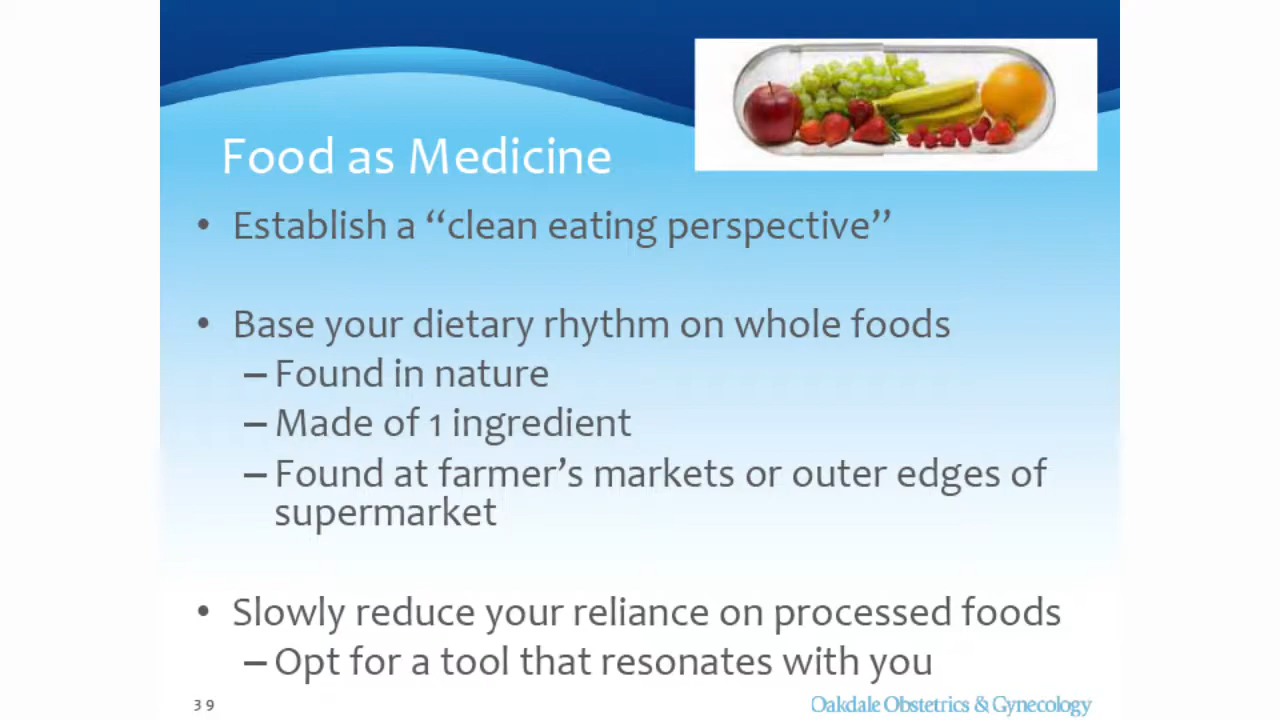 Food as Medicine
• Establish a “clean eating perspective”
• Base your dietary rhythm on whole foods
– Found in nature
– Made of 1 ingredient
– Found at farmer’s markets or outer edges of
supermarket
• Slowly reduce your reliance on processed foods
– Opt for a tool that resonates with you
39
Oakdale Obstetrics & Gynecology